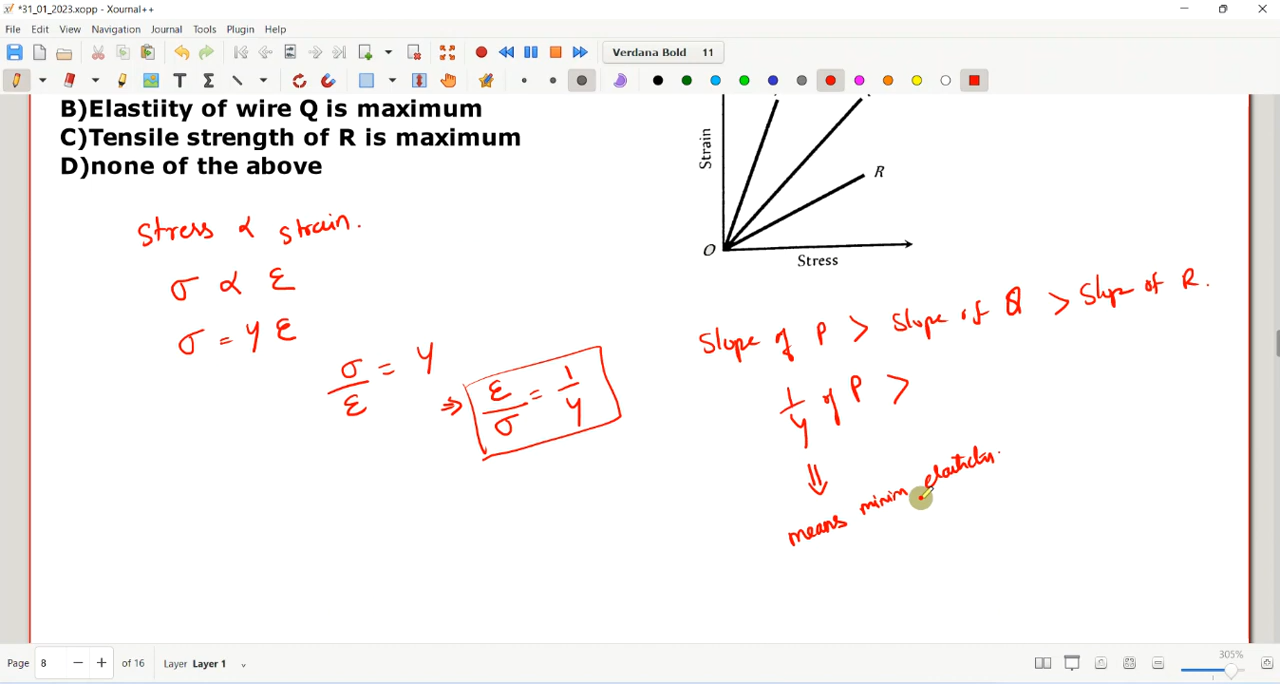 *31_01_2023.xopp - Xournal++
File Edit View Navigation Journal Tools Plugin Help
Verdana Bold 11
B)Elastiity of wire Q is maximum
C)Tensile strength of R is maximum
D)none of the above
Strain
R
O
Stress
Stress ∝ strain.
σ ∝ ε
σ = Y ε
σ/ε = Y
⇒ ε/σ = 1/Y
Slope of P > Slope of Q > Slop of R.
1/Y of P >
⇓
means minim elasticity.
Page 8 of 16 Layer Layer 1
305%